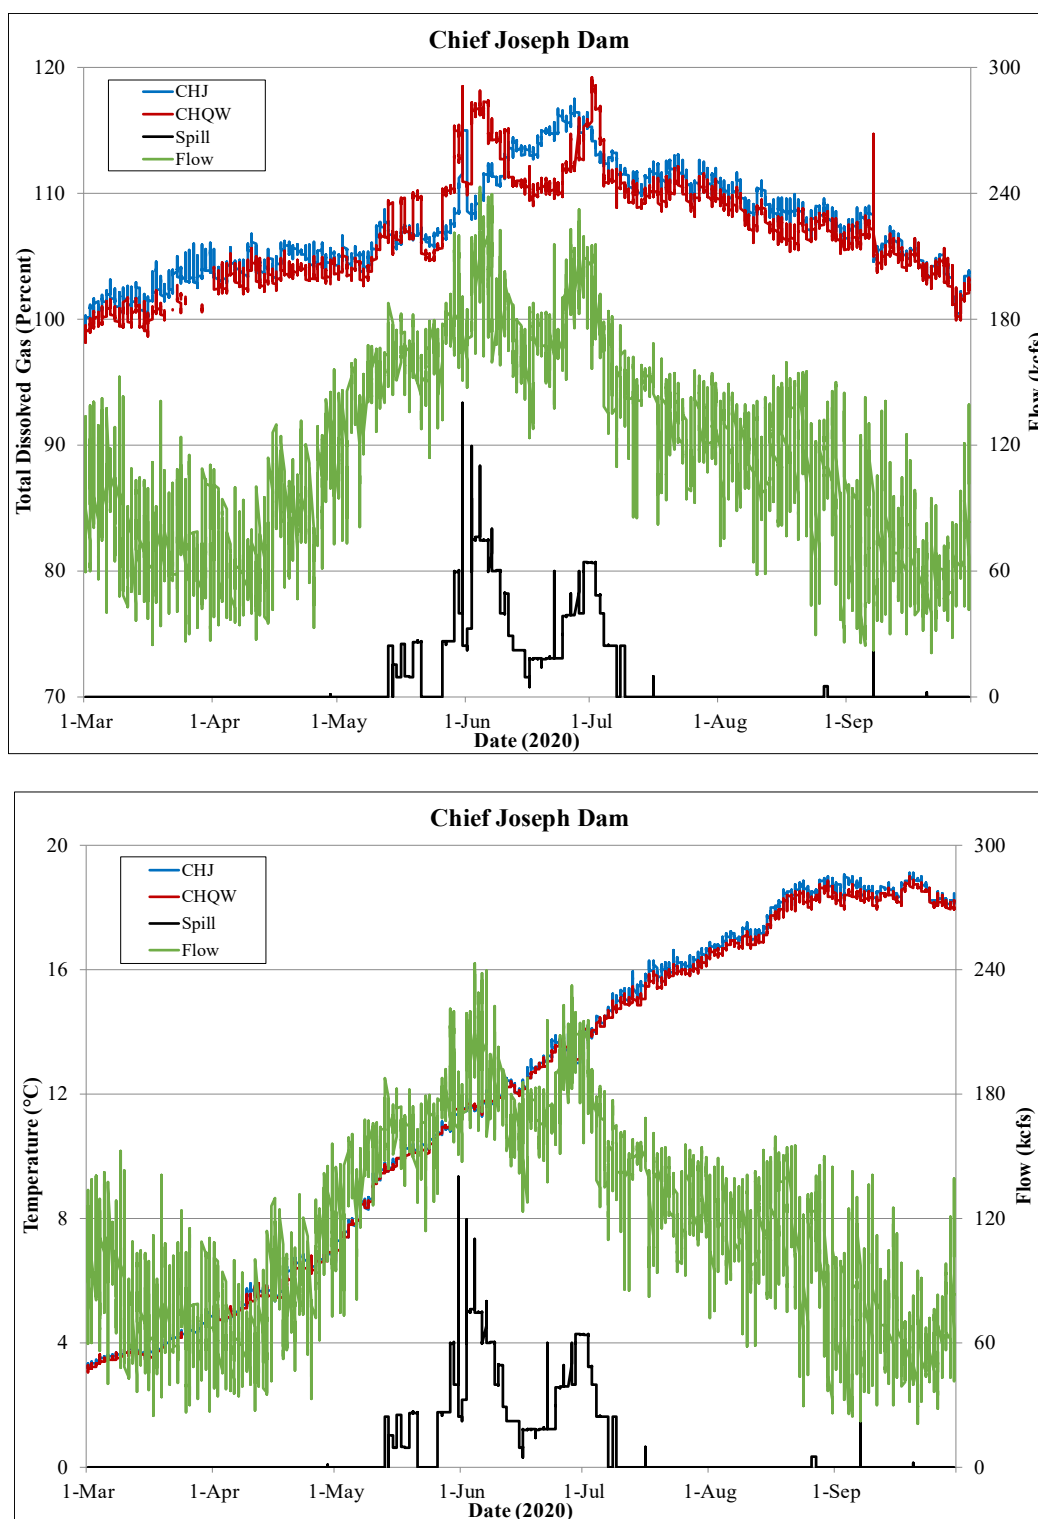 Chief Joseph Dam
120
300
CHJ
CHQW
Spill
Flow
110
240
100
180
90
120
80
60
70
0
Total Dissolved Gas (Percent)
Flow (kcfs)
1-Mar 1-Apr 1-May 1-Jun 1-Jul 1-Aug 1-Sep
Date (2020)
Chief Joseph Dam
20
300
CHJ
CHQW
Spill
Flow
16
240
12
180
8
120
4
60
0
0
Temperature (°C)
Flow (kcfs)
1-Mar 1-Apr 1-May 1-Jun 1-Jul 1-Aug 1-Sep
Date (2020)